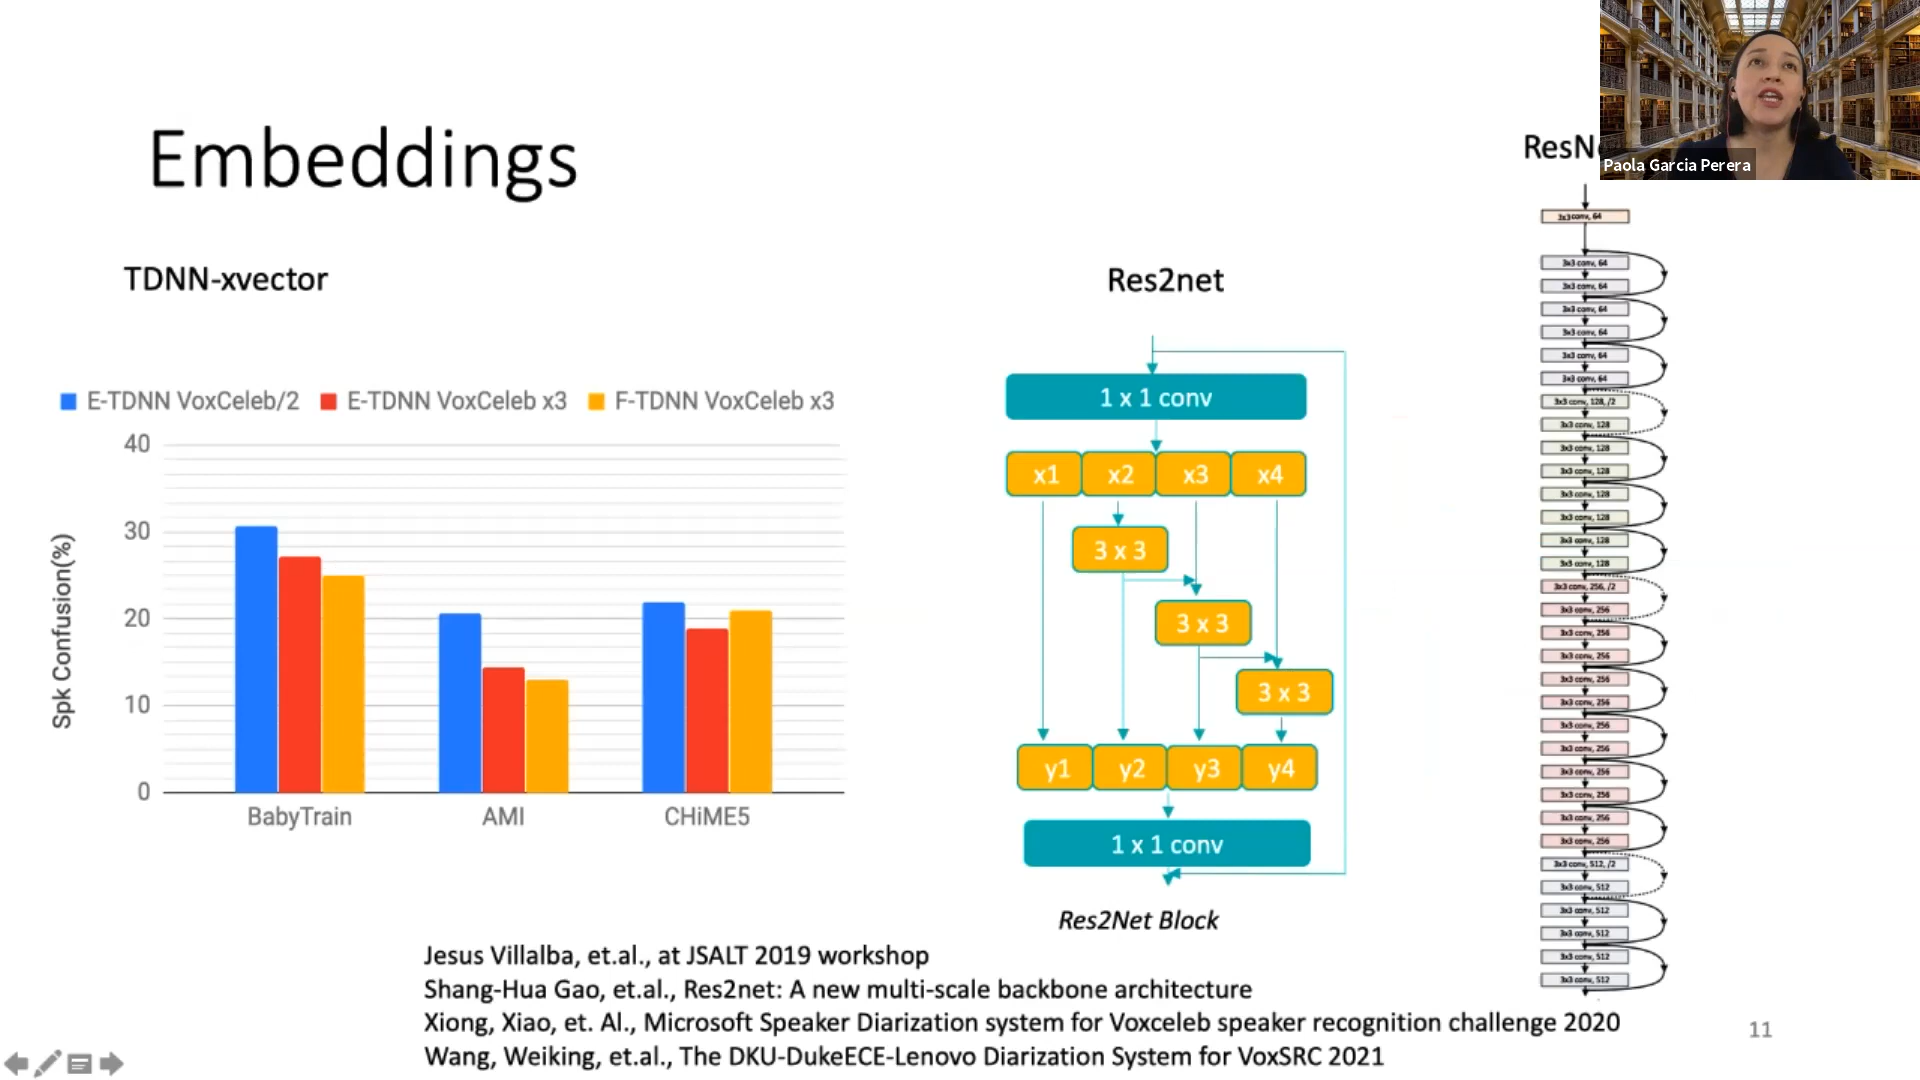 Embeddings
ResN
Paola Garcia Perera
TDNN-xvector
Res2net
E-TDNN VoxCeleb/2
E-TDNN VoxCeleb x3
F-TDNN VoxCeleb x3
40
30
20
10
0
Spk Confusion(%)
BabyTrain
AMI
CHiME5
1 x 1 conv
x1
x2
x3
x4
3 x 3
3 x 3
3 x 3
y1
y2
y3
y4
1 x 1 conv
Res2Net Block
3x3 conv, 64
3x3 conv, 64
3x3 conv, 64
3x3 conv, 64
3x3 conv, 64
3x3 conv, 64
3x3 conv, 64
3x3 conv, 128, /2
3x3 conv, 128
3x3 conv, 128
3x3 conv, 128
3x3 conv, 128
3x3 conv, 128
3x3 conv, 128
3x3 conv, 128
3x3 conv, 256, /2
3x3 conv, 256
3x3 conv, 256
3x3 conv, 256
3x3 conv, 256
3x3 conv, 256
3x3 conv, 256
3x3 conv, 256
3x3 conv, 256
3x3 conv, 256
3x3 conv, 256
3x3 conv, 256
3x3 conv, 512, /2
3x3 conv, 512
3x3 conv, 512
3x3 conv, 512
3x3 conv, 512
3x3 conv, 512
Jesus Villalba, et.al., at JSALT 2019 workshop
Shang-Hua Gao, et.al., Res2net: A new multi-scale backbone architecture
Xiong, Xiao, et. Al., Microsoft Speaker Diarization system for Voxceleb speaker recognition challenge 2020
Wang, Weiking, et.al., The DKU-DukeECE-Lenovo Diarization System for VoxSRC 2021
11